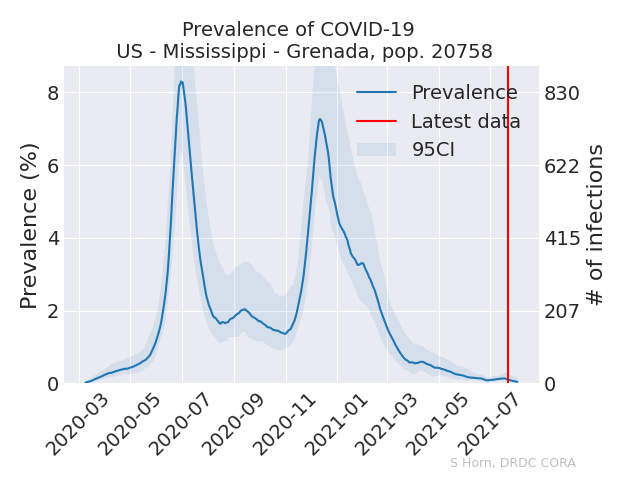 Prevalence of COVID-19
US - Mississippi - Grenada, pop. 20758
Prevalence (%)
8
6
4
2
0
Prevalence
Latest data
95CI
830
622
415
207
0
# of infections
2020-03
2020-05
2020-07
2020-09
2020-11
2021-01
2021-03
2021-05
2021-07
S Horn, DRDC CORA